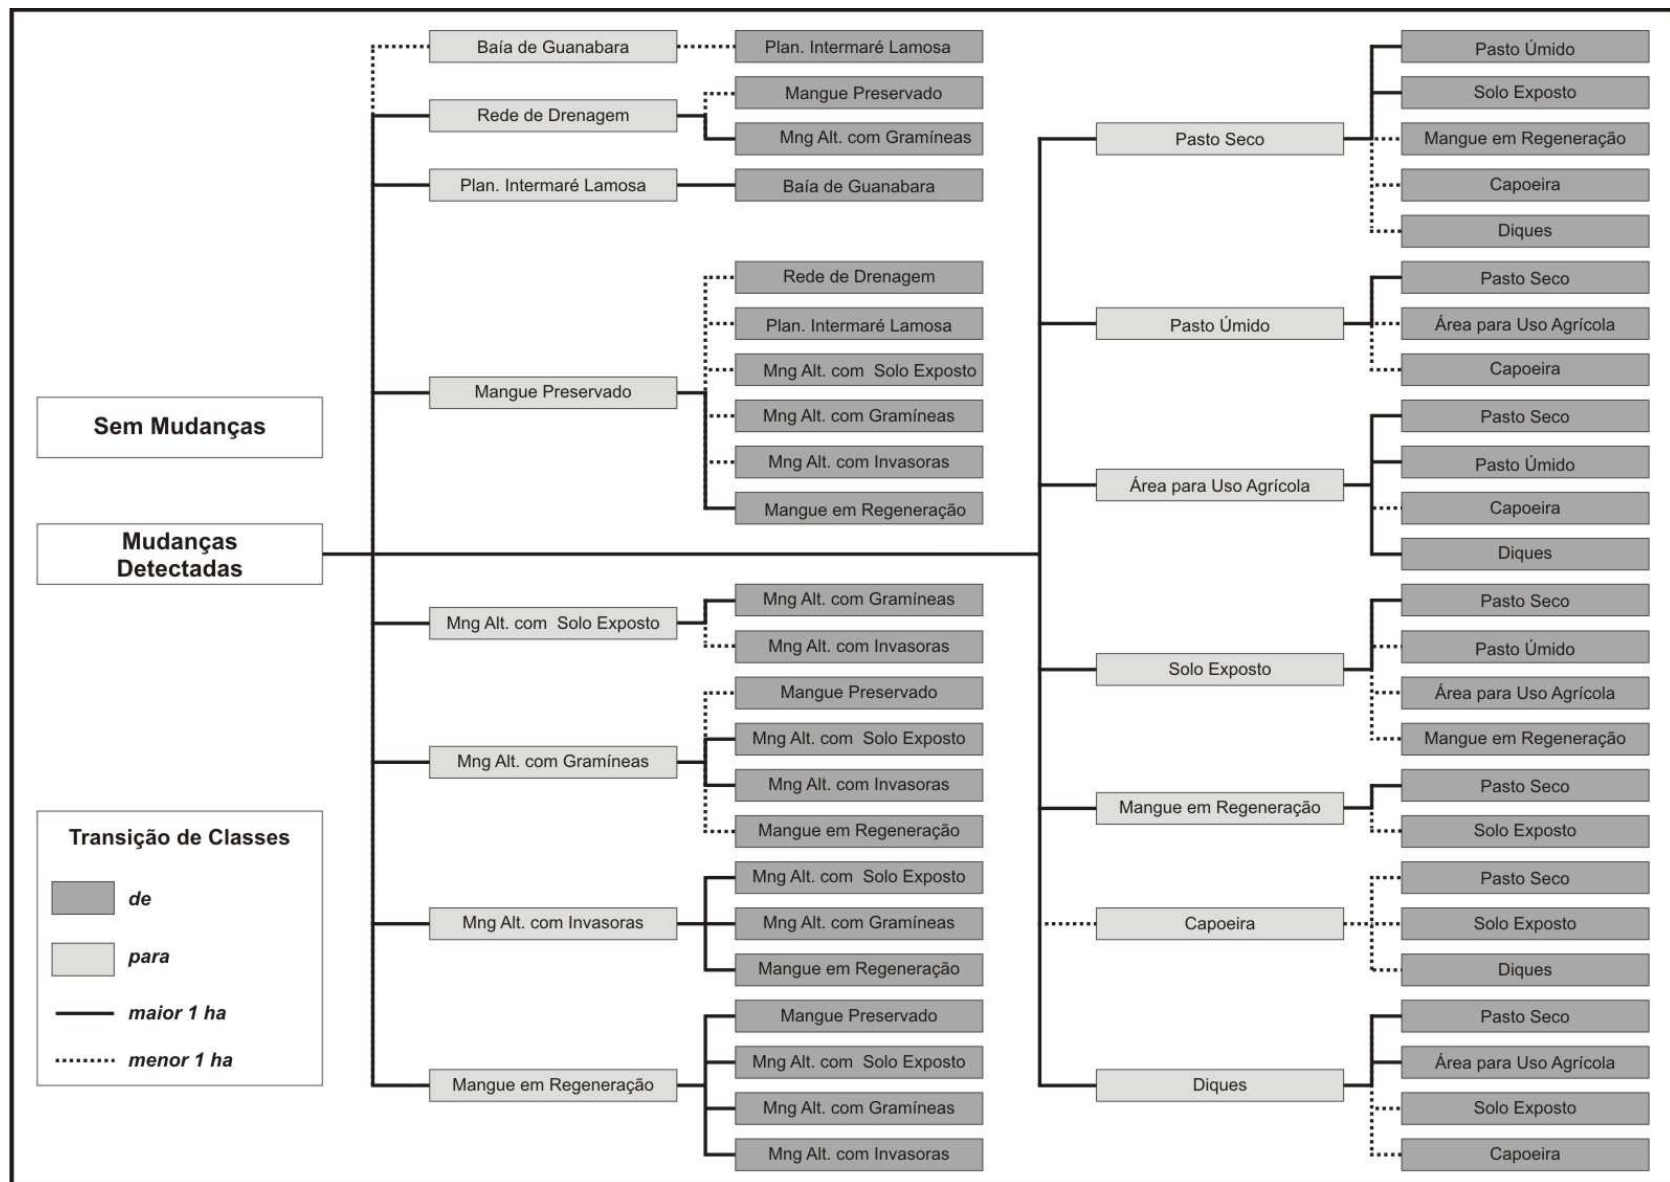 Sem Mudanças
Mudanças
Detectadas
Transição de Classes
de
para
maior 1 ha
menor 1 ha
Baía de Guanabara
Plan. Intermaré Lamosa
Rede de Drenagem
Mangue Preservado
Mng Alt. com Gramíneas
Plan. Intermaré Lamosa
Baía de Guanabara
Mangue Preservado
Rede de Drenagem
Plan. Intermaré Lamosa
Mng Alt. com Solo Exposto
Mng Alt. com Gramíneas
Mng Alt. com Invasoras
Mangue em Regeneração
Mng Alt. com Solo Exposto
Mng Alt. com Gramíneas
Mng Alt. com Invasoras
Mng Alt. com Gramíneas
Mangue Preservado
Mng Alt. com Solo Exposto
Mng Alt. com Invasoras
Mangue em Regeneração
Mng Alt. com Invasoras
Mng Alt. com Solo Exposto
Mng Alt. com Gramíneas
Mangue em Regeneração
Mangue em Regeneração
Mangue Preservado
Mng Alt. com Solo Exposto
Mng Alt. com Gramíneas
Mng Alt. com Invasoras
Pasto Seco
Pasto Úmido
Solo Exposto
Mangue em Regeneração
Capoeira
Diques
Pasto Úmido
Pasto Seco
Área para Uso Agrícola
Capoeira
Área para Uso Agrícola
Pasto Seco
Pasto Úmido
Capoeira
Diques
Solo Exposto
Pasto Seco
Pasto Úmido
Área para Uso Agrícola
Mangue em Regeneração
Mangue em Regeneração
Pasto Seco
Solo Exposto
Capoeira
Pasto Seco
Solo Exposto
Diques
Diques
Pasto Seco
Área para Uso Agrícola
Solo Exposto
Capoeira